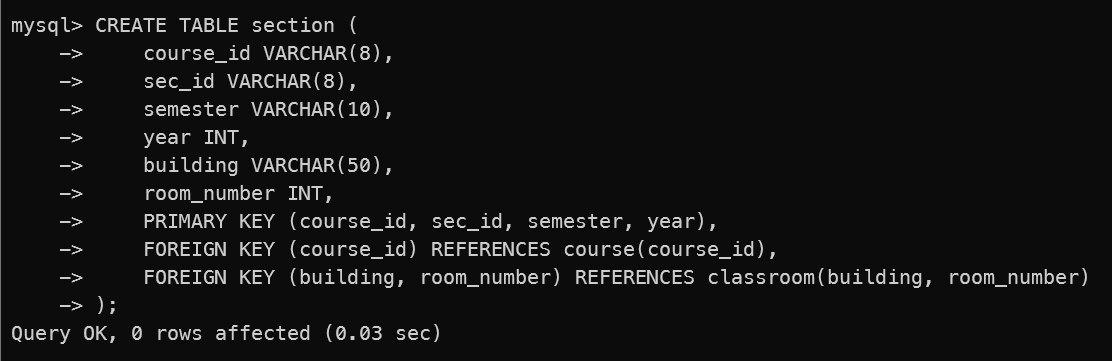 mysql> CREATE TABLE section (
    ->     course_id VARCHAR(8),
    ->     sec_id VARCHAR(8),
    ->     semester VARCHAR(10),
    ->     year INT,
    ->     building VARCHAR(50),
    ->     room_number INT,
    ->     PRIMARY KEY (course_id, sec_id, semester, year),
    ->     FOREIGN KEY (course_id) REFERENCES course(course_id),
    ->     FOREIGN KEY (building, room_number) REFERENCES classroom(building, room_number)
    -> );
Query OK, 0 rows affected (0.03 sec)